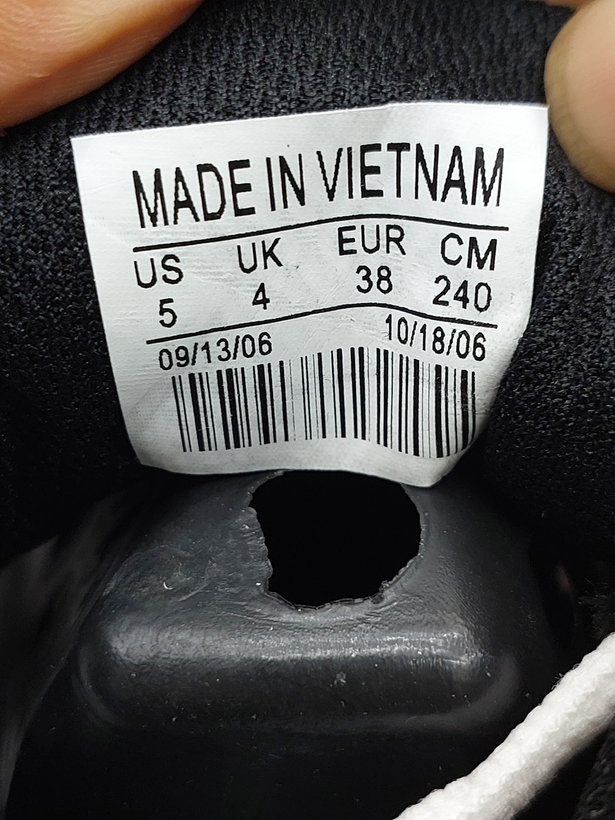 MADE IN VIETNAM
US UK EUR CM
5 4 38 240
09/13/06 10/18/06